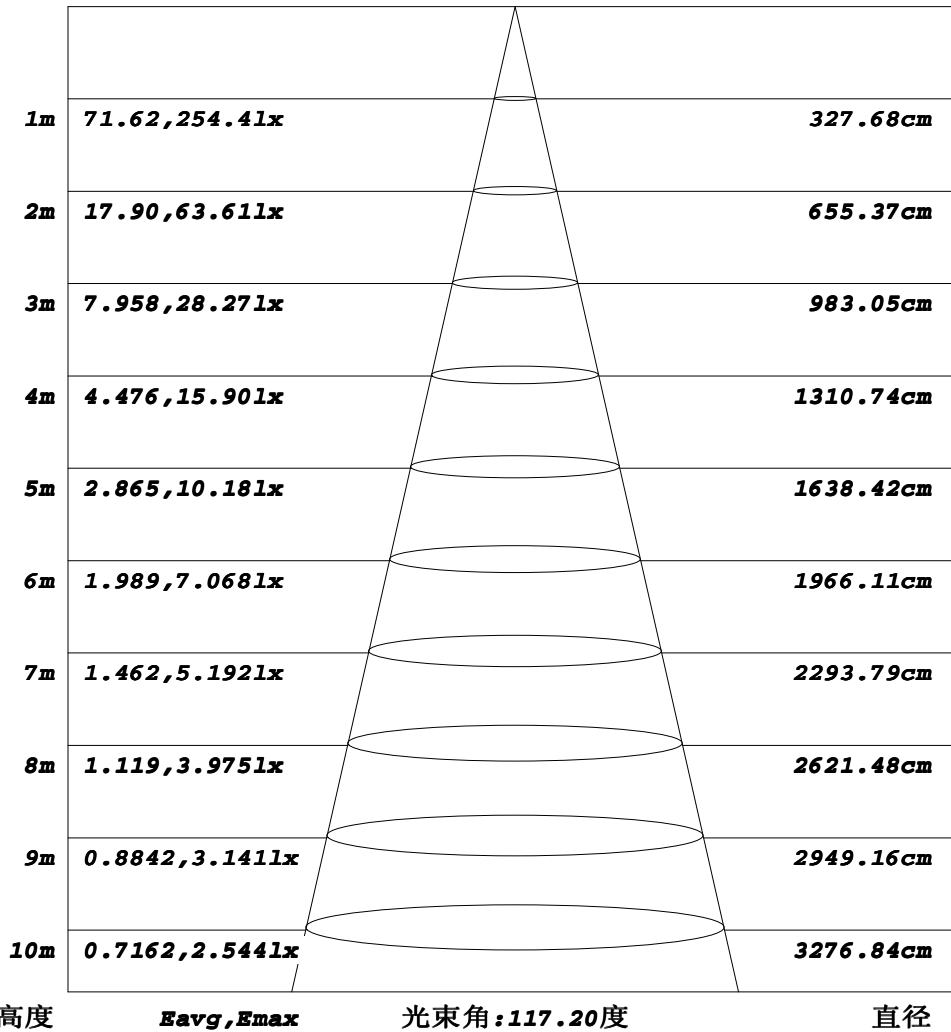 1m 71.62,254.4lx 327.68cm
2m 17.90,63.61lx 655.37cm
3m 7.958,28.27lx 983.05cm
4m 4.476,15.90lx 1310.74cm
5m 2.865,10.18lx 1638.42cm
6m 1.989,7.068lx 1966.11cm
7m 1.462,5.192lx 2293.79cm
8m 1.119,3.975lx 2621.48cm
9m 0.8842,3.141lx 2949.16cm
10m 0.7162,2.544lx 3276.84cm
高度 Eavg,Emax 光束角:117.20度 直径